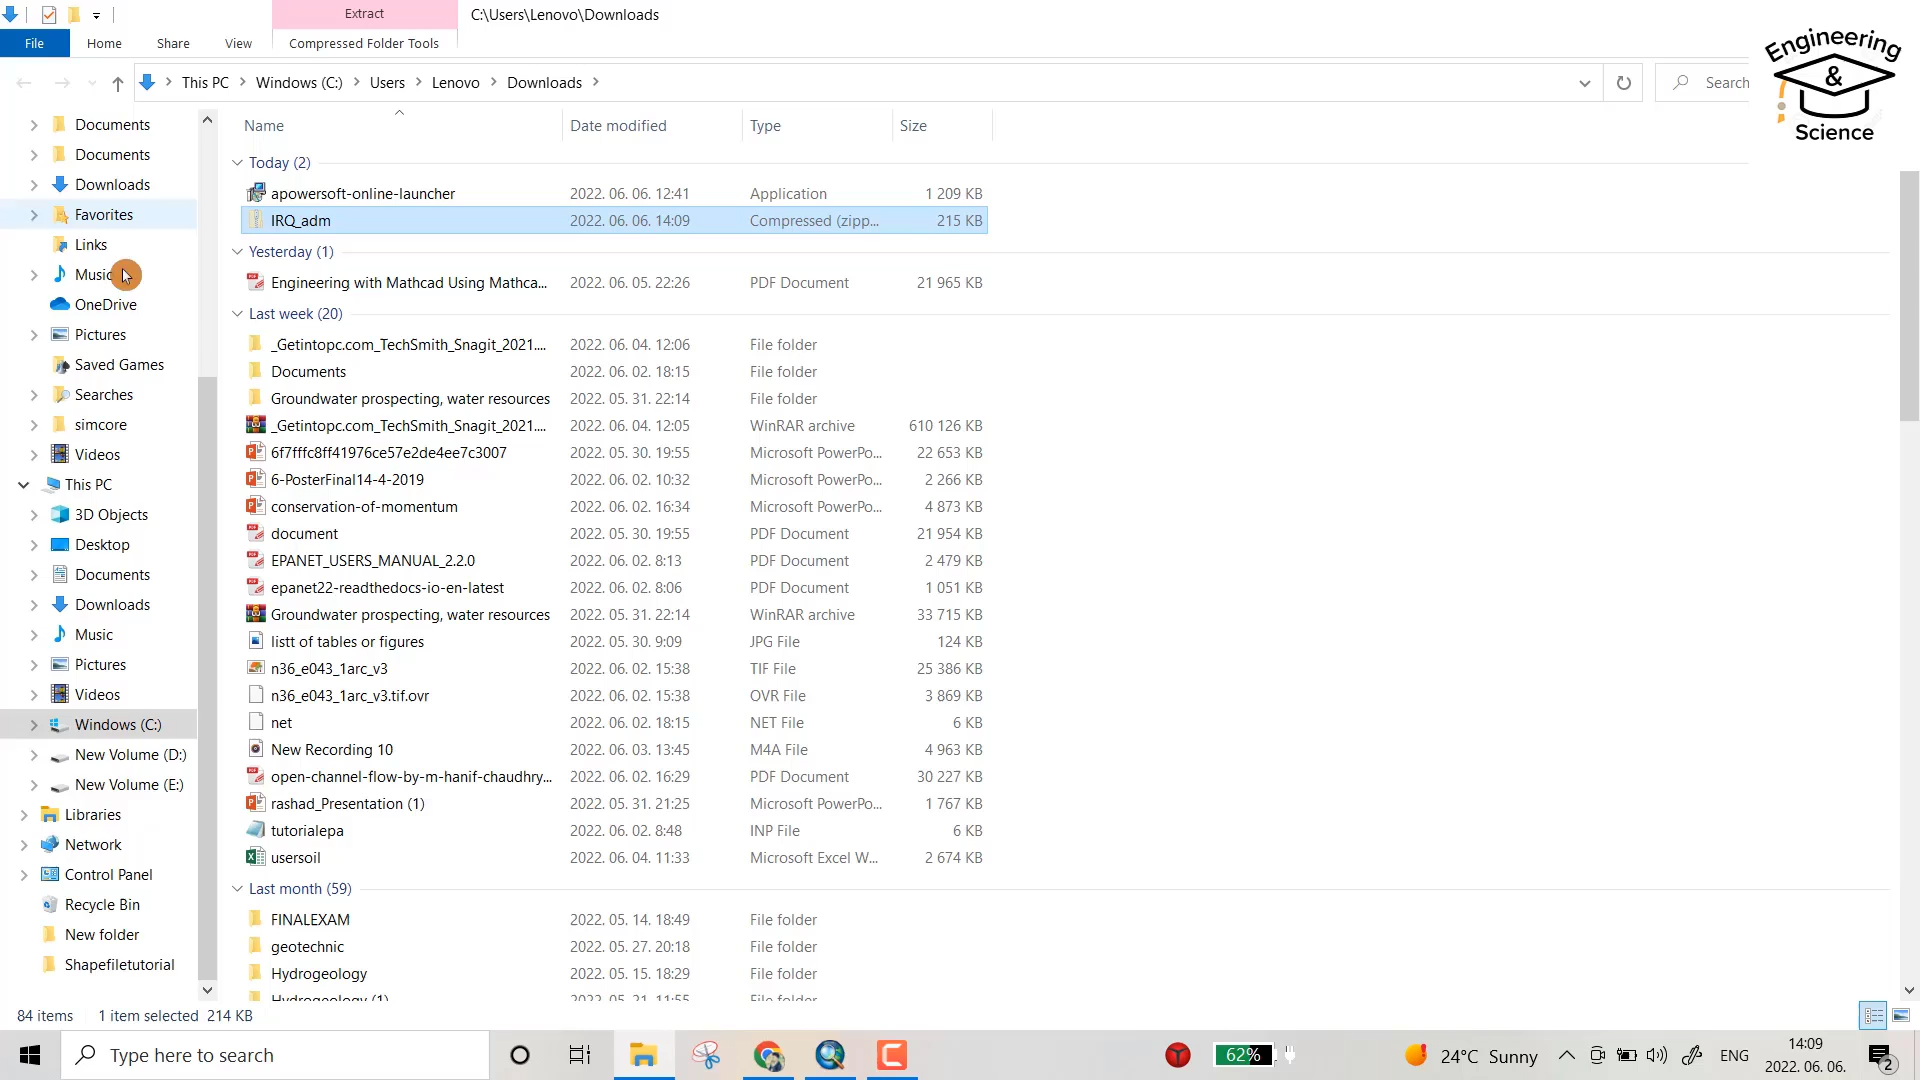 Extract
C:\Users\Lenovo\Downloads
File
Home
Share
View
Compressed Folder Tools
Engineering
&
Science
This PC
Windows (C:)
Users
Lenovo
Downloads
Search
Documents
Documents
Downloads
Favorites
Links
Music
OneDrive
Pictures
Saved Games
Searches
simcore
Videos
This PC
3D Objects
Desktop
Documents
Downloads
Music
Pictures
Videos
Windows (C:)
New Volume (D:)
New Volume (E:)
Libraries
Network
Control Panel
Recycle Bin
New folder
Shapefiletutorial
Name Date modified Type Size
Today (2)
apowersoft-online-launcher 2022. 06. 06. 12:41 Application 1 209 KB
IRQ_adm 2022. 06. 06. 14:09 Compressed (zipp... 215 KB
Yesterday (1)
Engineering with Mathcad Using Mathca... 2022. 06. 05. 22:26 PDF Document 21 965 KB
Last week (20)
_Getintopc.com_TechSmith_Snagit_2021.... 2022. 06. 04. 12:06 File folder
Documents 2022. 06. 02. 18:15 File folder
Groundwater prospecting, water resources 2022. 05. 31. 22:14 File folder
_Getintopc.com_TechSmith_Snagit_2021.... 2022. 06. 04. 12:05 WinRAR archive 610 126 KB
6f7fffc8ff41976ce57e2de4ee7c3007 2022. 05. 30. 19:55 Microsoft PowerPo... 22 653 KB
6-PosterFinal14-4-2019 2022. 06. 02. 10:32 Microsoft PowerPo... 2 266 KB
conservation-of-momentum 2022. 06. 02. 16:34 Microsoft PowerPo... 4 873 KB
document 2022. 05. 30. 19:55 PDF Document 21 954 KB
EPANET_USERS_MANUAL_2.2.0 2022. 06. 02. 8:13 PDF Document 2 479 KB
epanet22-readthedocs-io-en-latest 2022. 06. 02. 8:06 PDF Document 1 051 KB
Groundwater prospecting, water resources 2022. 05. 31. 22:14 WinRAR archive 33 715 KB
listt of tables or figures 2022. 05. 30. 9:09 JPG File 124 KB
n36_e043_1arc_v3 2022. 06. 02. 15:38 TIF File 25 386 KB
n36_e043_1arc_v3.tif.ovr 2022. 06. 02. 15:38 OVR File 3 869 KB
net 2022. 06. 02. 18:15 NET File 6 KB
New Recording 10 2022. 06. 03. 13:45 M4A File 4 963 KB
open-channel-flow-by-m-hanif-chaudhry... 2022. 06. 02. 16:29 PDF Document 30 227 KB
rashad_Presentation (1) 2022. 05. 31. 21:25 Microsoft PowerPo... 1 767 KB
tutorialepa 2022. 06. 02. 8:48 INP File 6 KB
usersoil 2022. 06. 04. 11:33 Microsoft Excel W... 2 674 KB
Last month (59)
FINALEXAM 2022. 05. 14. 18:49 File folder
geotechnic 2022. 05. 27. 20:18 File folder
Hydrogeology 2022. 05. 15. 18:29 File folder
Hydrogeology (1) 2022. 05. 21. 11:55 File folder
84 items 1 item selected 214 KB
Type here to search
62%
24°C Sunny
ENG
14:09
2022. 06. 06.
2